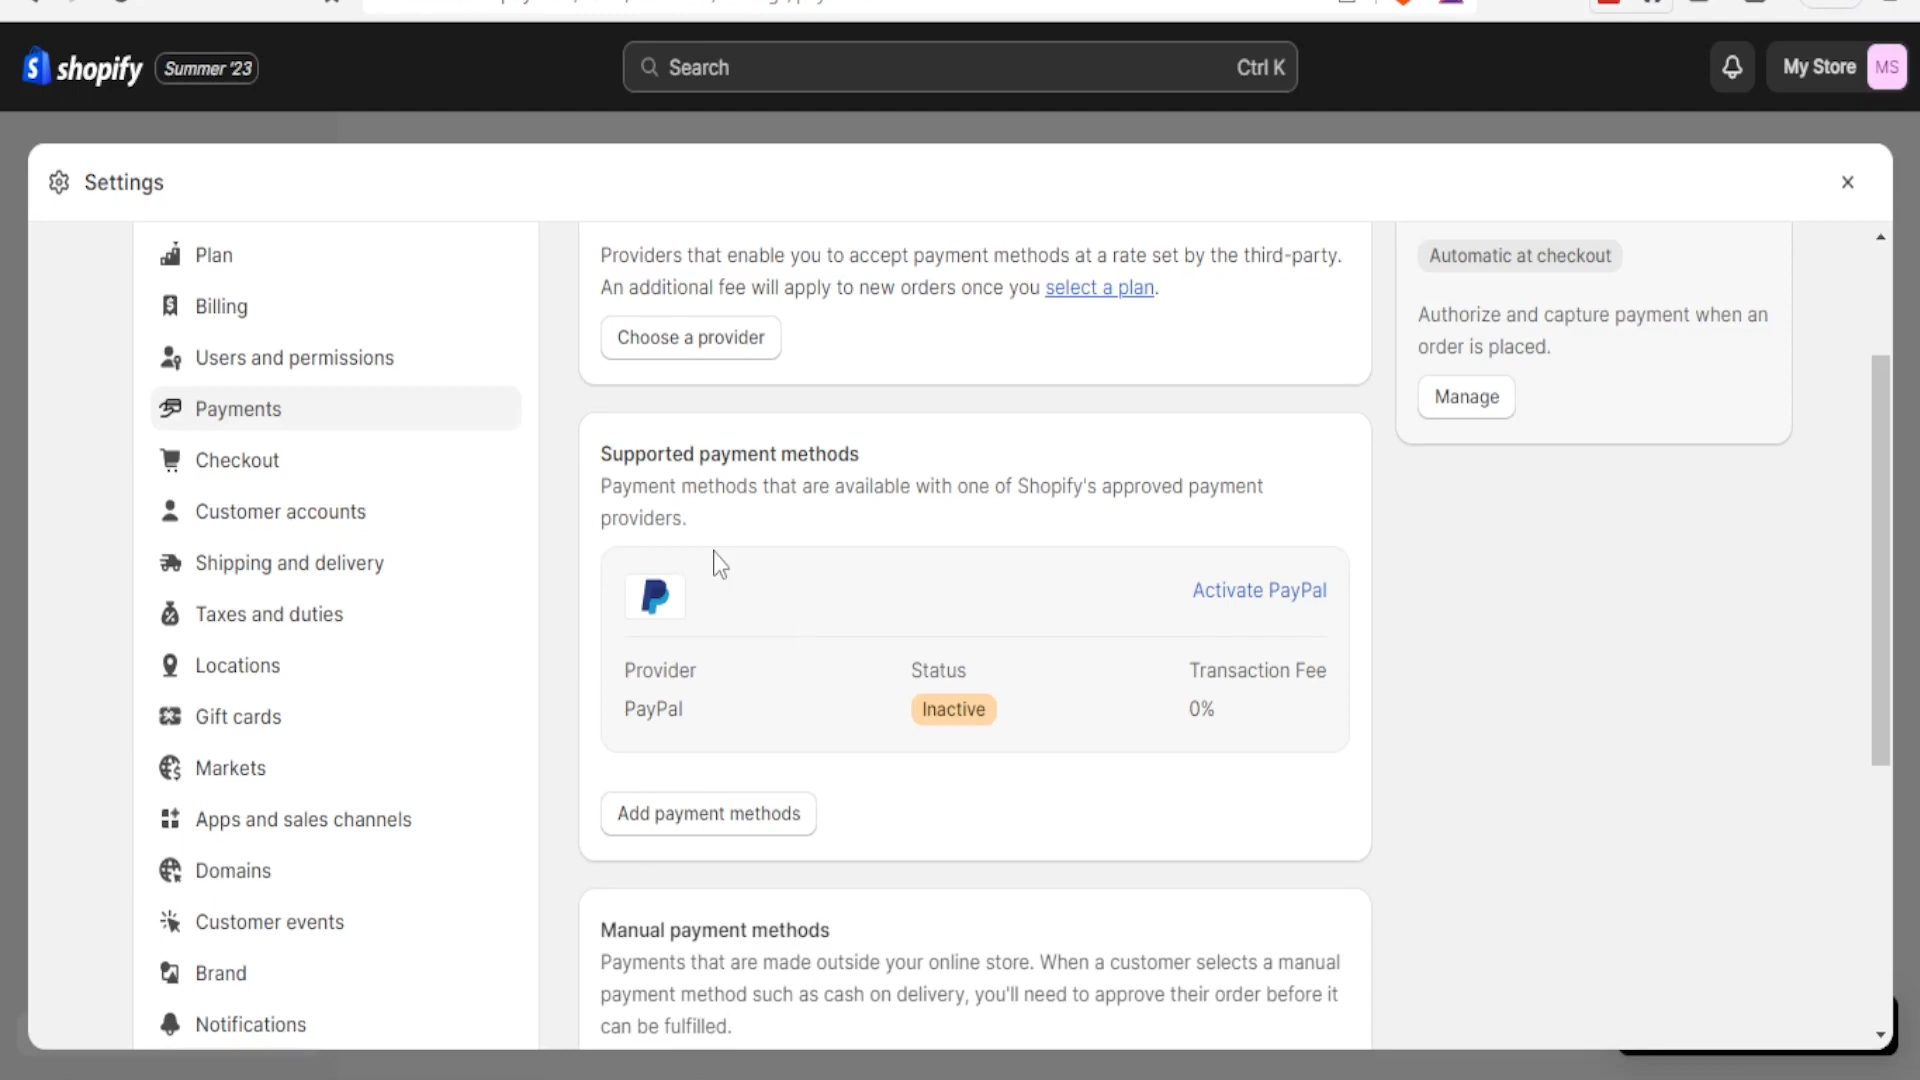 shopify Summer '23
Search Ctrl K
My Store MS
Settings
Plan
Billing
Users and permissions
Payments
Checkout
Customer accounts
Shipping and delivery
Taxes and duties
Locations
Gift cards
Markets
Apps and sales channels
Domains
Customer events
Brand
Notifications
Providers that enable you to accept payment methods at a rate set by the third-party.
An additional fee will apply to new orders once you select a plan.
Choose a provider
Supported payment methods
Payment methods that are available with one of Shopify's approved payment
providers.
Activate PayPal
Provider Status Transaction Fee
PayPal Inactive 0%
Add payment methods
Manual payment methods
Payments that are made outside your online store. When a customer selects a manual
payment method such as cash on delivery, you'll need to approve their order before it
can be fulfilled.
Automatic at checkout
Authorize and capture payment when an
order is placed.
Manage